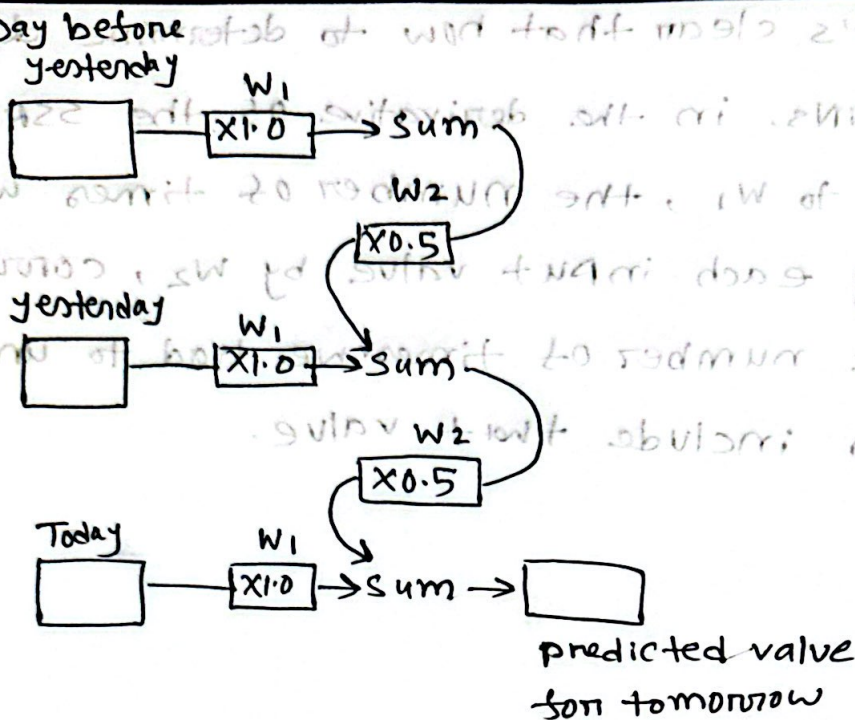 Day before
yesterday
W1
X1.0
Sum
W2
X0.5
yesterday
W1
X1.0
Sum
W2
X0.5
Today
W1
X1.0
Sum
predicted value
for tomorrow